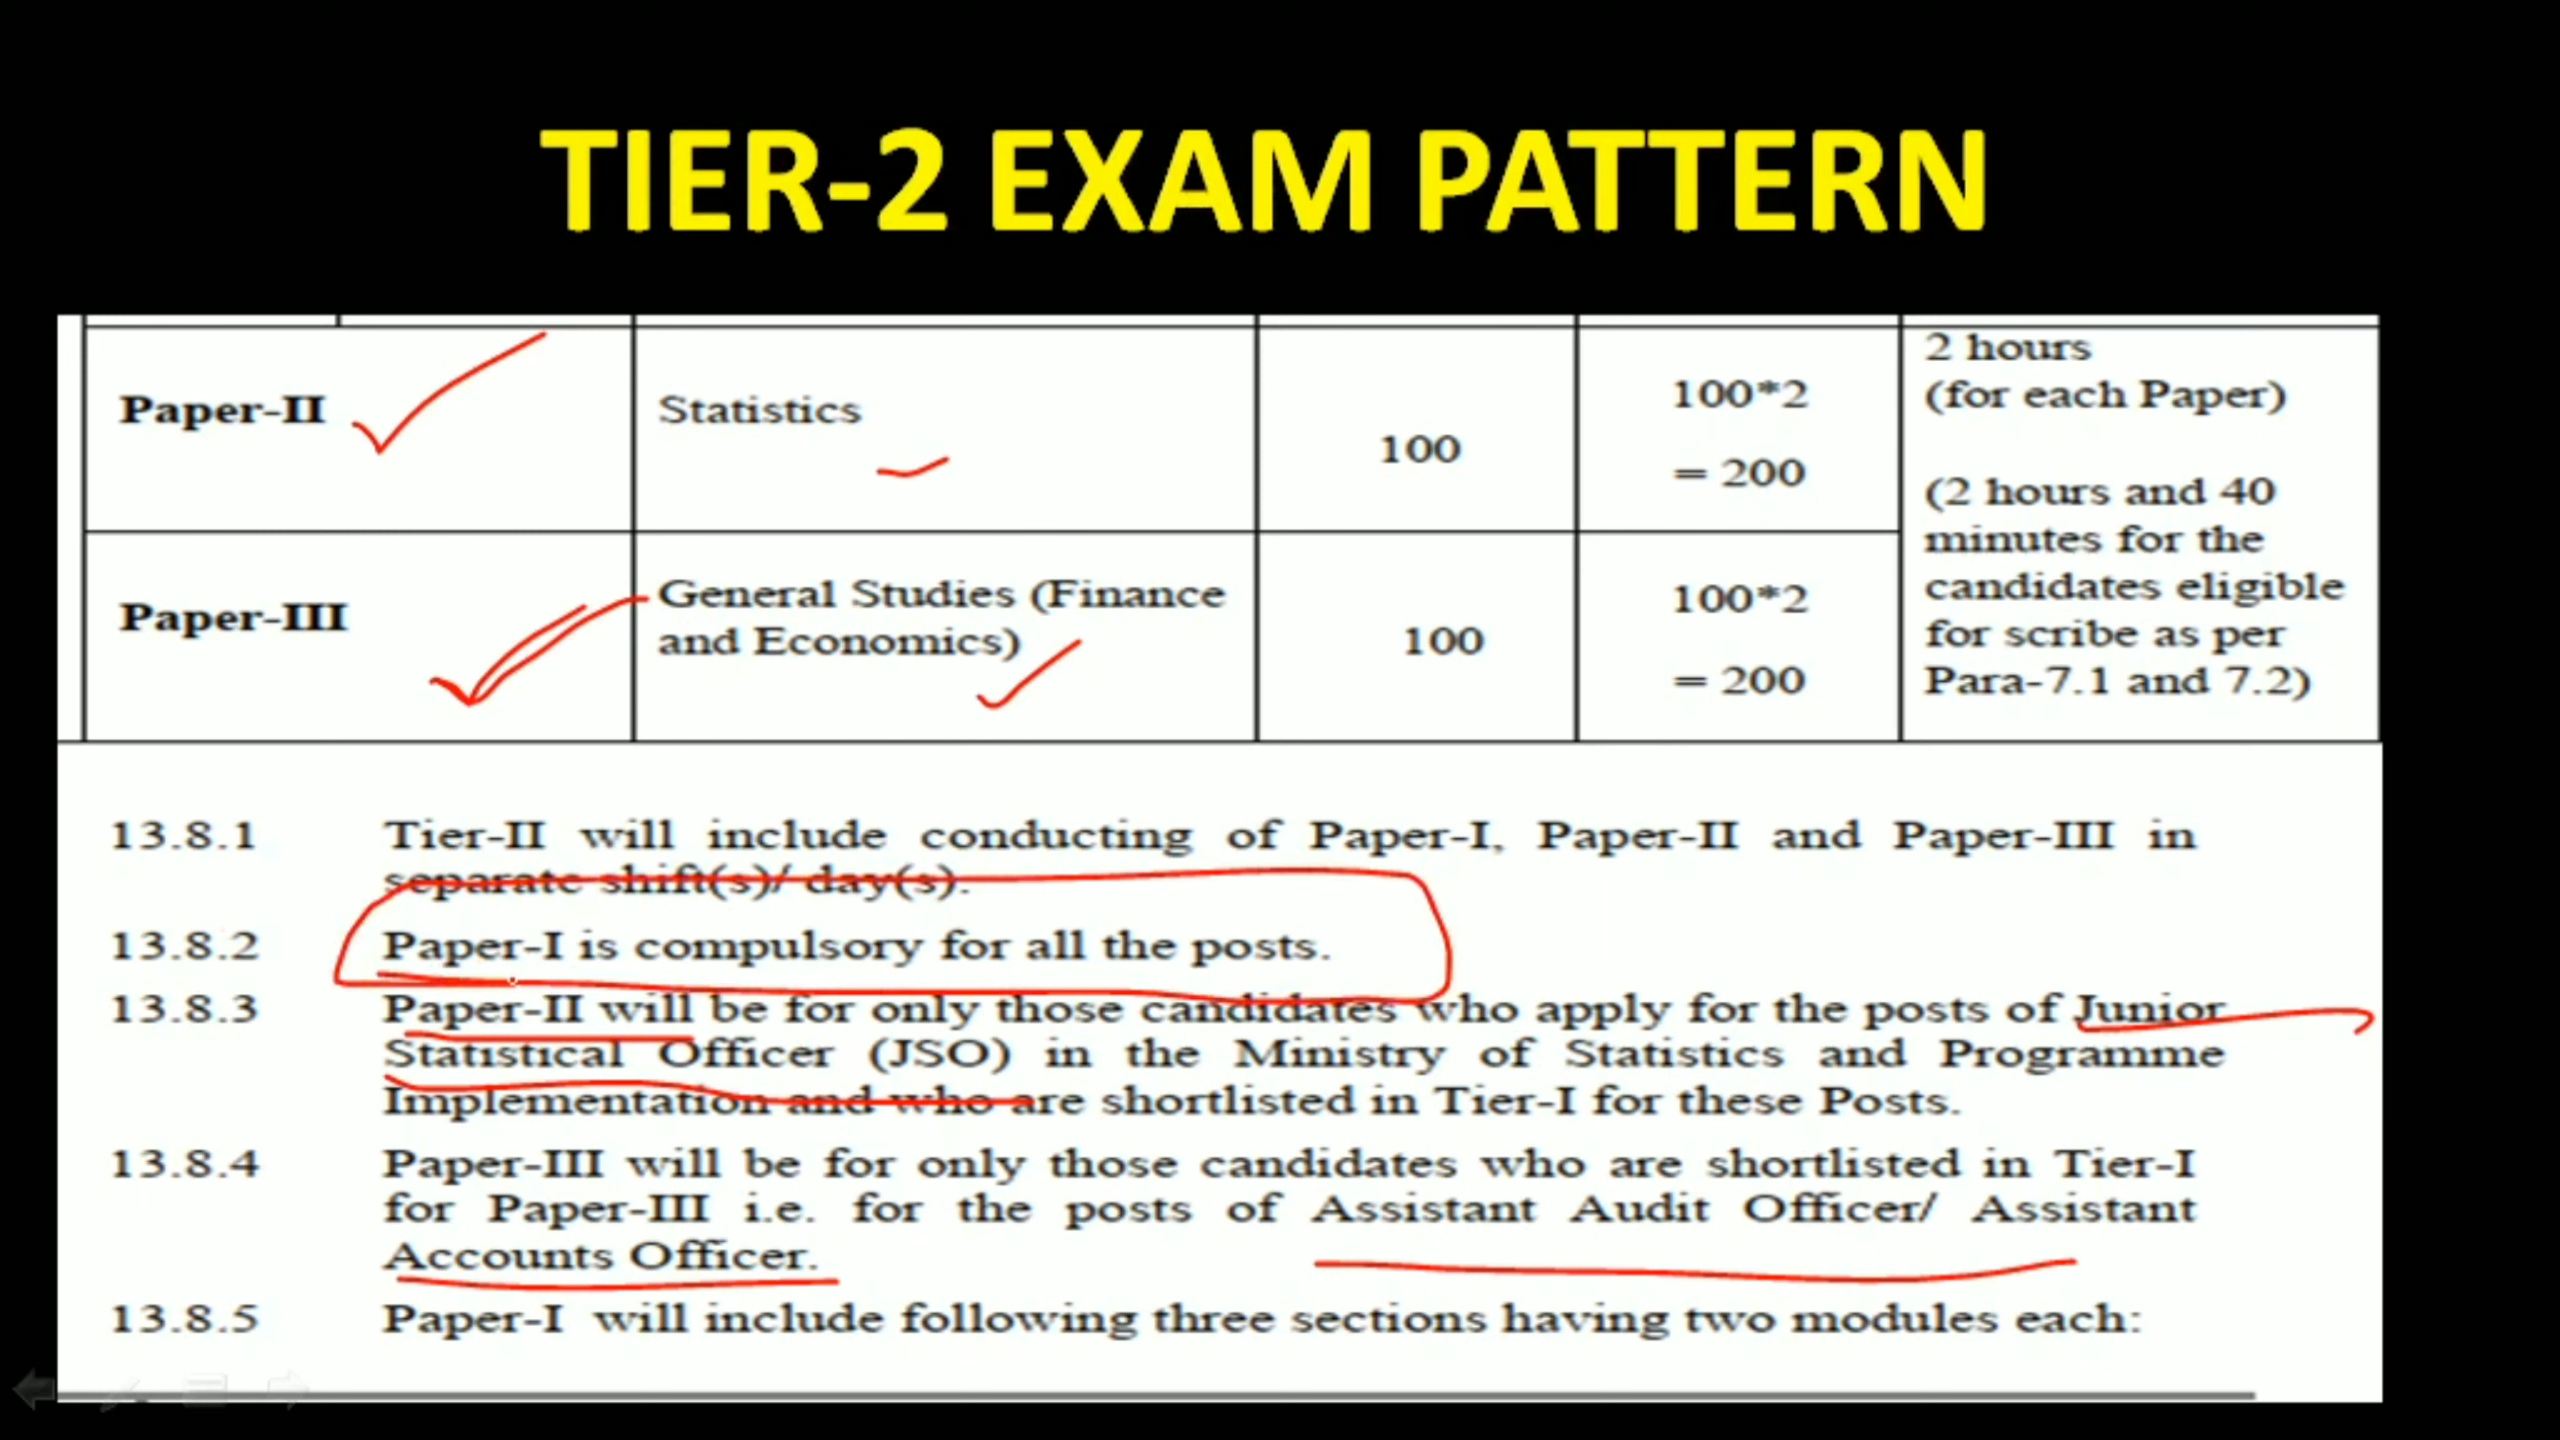 TIER-2 EXAM PATTERN
Paper-II
Statistics
100
100*2
= 200
2 hours
(for each Paper)
(2 hours and 40
minutes for the
candidates eligible
for scribe as per
Para-7.1 and 7.2)
Paper-III
General Studies (Finance
and Economics)
100
100*2
= 200
13.8.1 Tier-II will include conducting of Paper-I, Paper-II and Paper-III in
separate shift(s)/ day(s).
13.8.2 Paper-I is compulsory for all the posts.
13.8.3 Paper-II will be for only those candidates who apply for the posts of Junior
Statistical Officer (JSO) in the Ministry of Statistics and Programme
Implementation and who are shortlisted in Tier-I for these Posts.
13.8.4 Paper-III will be for only those candidates who are shortlisted in Tier-I
for Paper-III i.e. for the posts of Assistant Audit Officer/ Assistant
Accounts Officer.
13.8.5 Paper-I will include following three sections having two modules each: